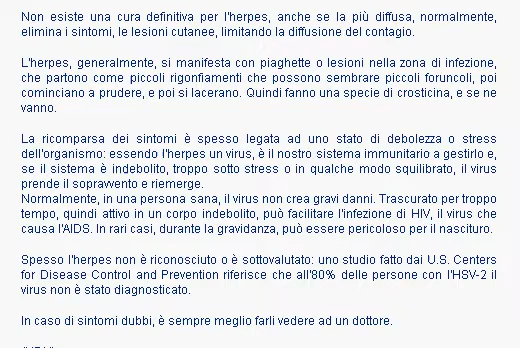 Non esiste una cura definitiva per l'herpes, anche se la più diffusa, normalmente,
elimina i sintomi, le lesioni cutanee, limitando la diffusione del contagio.
L'herpes, generalmente, si manifesta con piaghette o lesioni nella zona di infezione,
che partono come piccoli rigonfiamenti che possono sembrare piccoli foruncoli, poi
cominciano a prudere, e poi si lacerano. Quindi fanno una specie di crosticina, e se ne
vanno.
La ricomparsa dei sintomi è spesso legata ad uno stato di debolezza o stress
dell'organismo: essendo l'herpes un virus, è il nostro sistema immunitario a gestirlo e,
se il sistema è indebolito, troppo sotto stress o in qualche modo squilibrato, il virus
prende il sopravvento e riemerge.
Normalmente, in una persona sana, il virus non crea gravi danni. Trascurato per troppo
tempo, quindi attivo in un corpo indebolito, può facilitare l'infezione di HIV, il virus che
causa l'AIDS. In rari casi, durante la gravidanza, può essere pericoloso per il nascituro.
Spesso l'herpes non è riconosciuto o è sottovalutato: uno studio fatto dai U.S. Centers
for Disease Control and Prevention riferisce che all'80% delle persone con l'HSV-2 il
virus non è stato diagnosticato.
In caso di sintomi dubbi, è sempre meglio farli vedere ad un dottore.